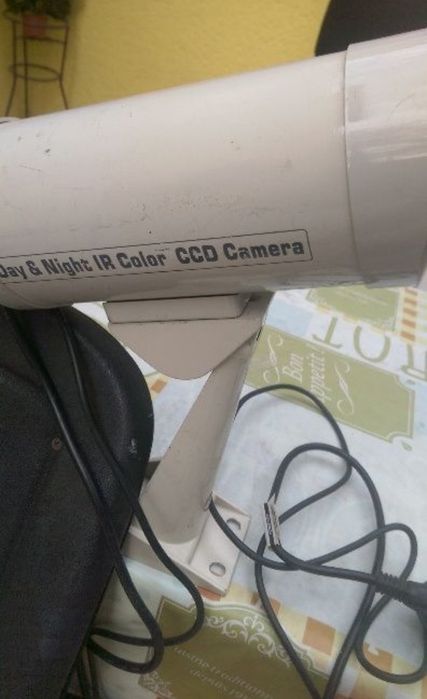 Day & Night IR Color CCD Camera
Bon
appetit